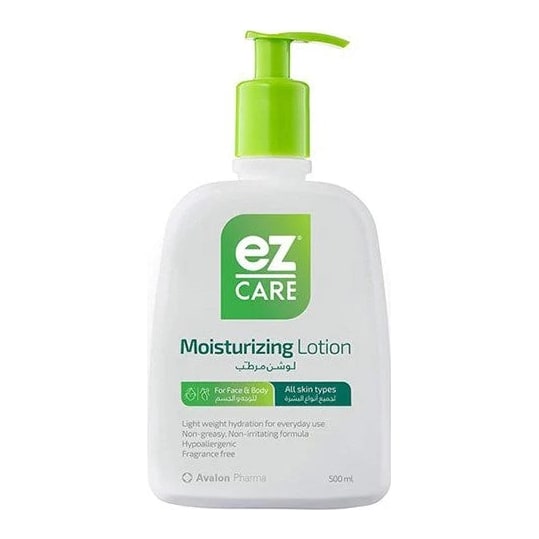 ez©
CARE
Moisturizing Lotion
لوشن مرطب
For Face & Body
للوجه والجسم
All skin types
لجميع أنواع البشرة
Light weight hydration for everyday use
Non-greasy, Non-irritating formula
Hypoallergenic
Fragrance free
Avalon Pharma
500 ml